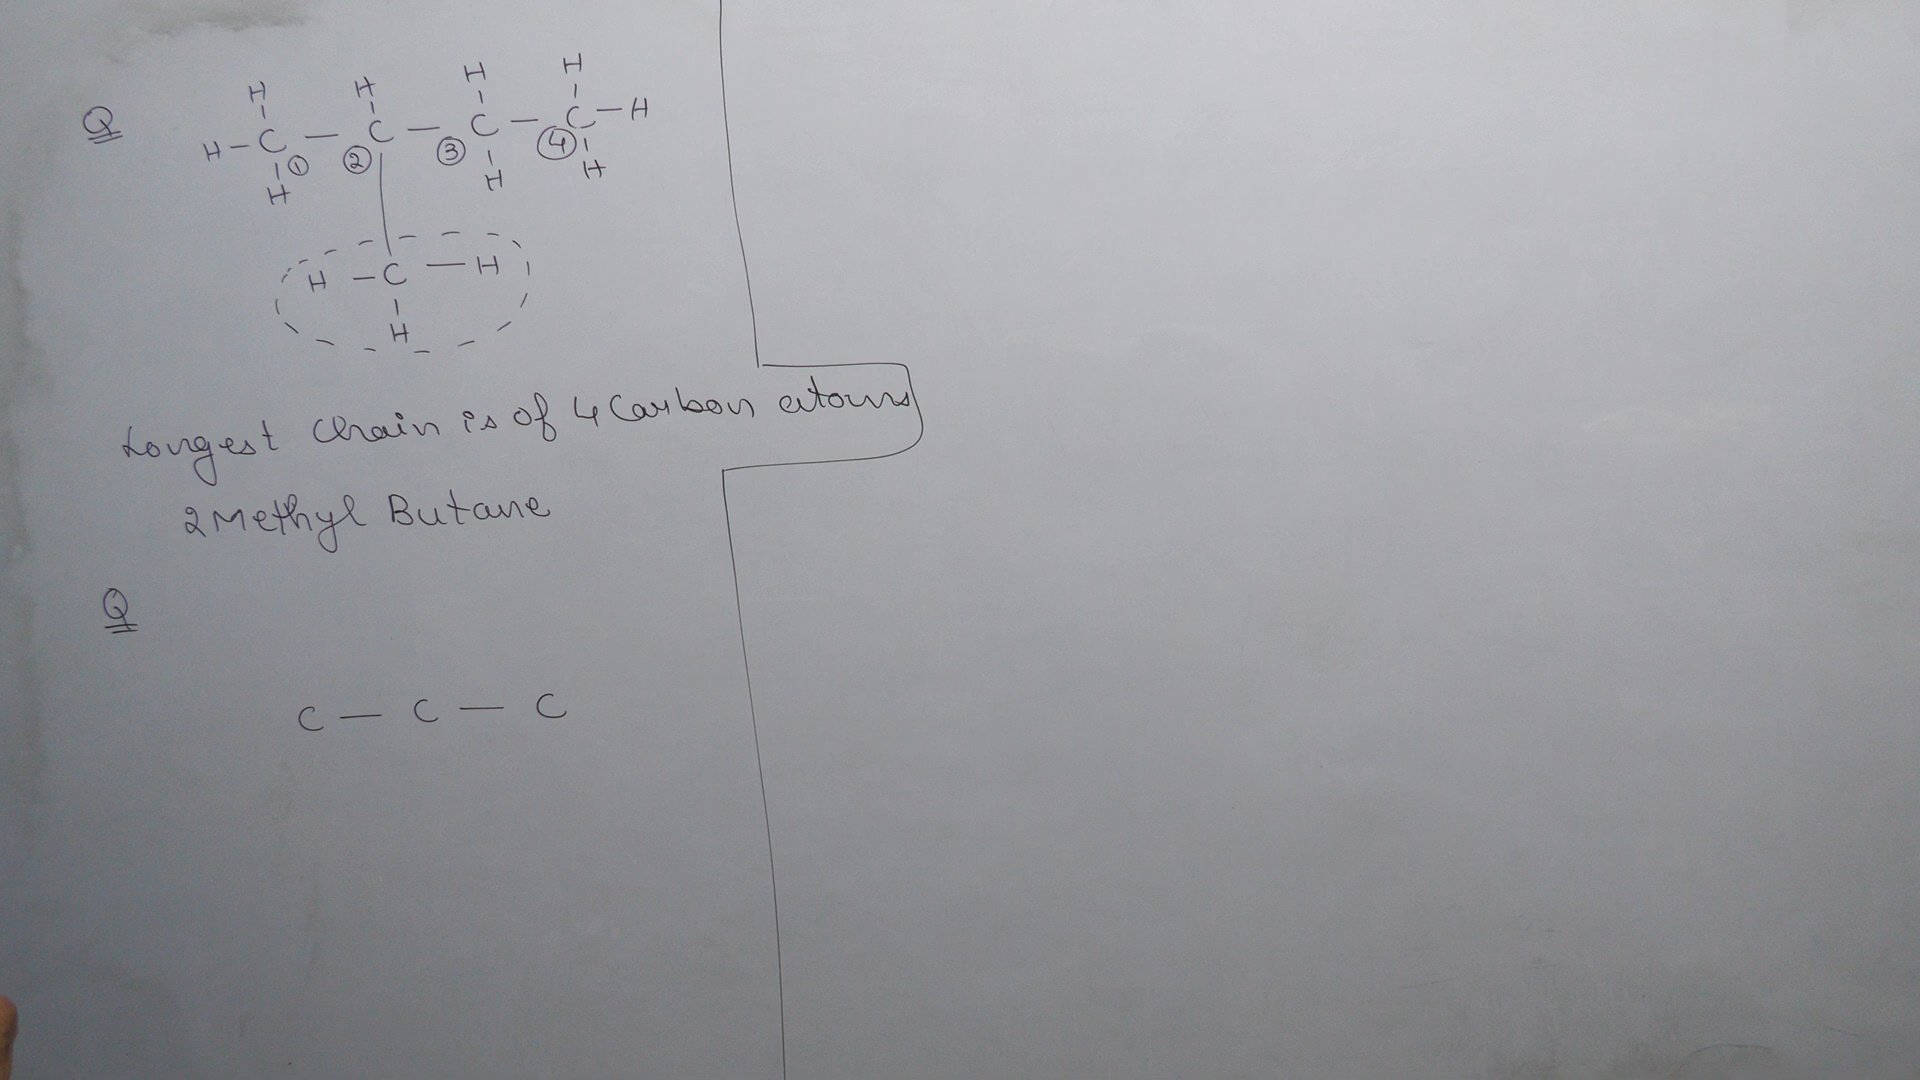 Q
H H H H
H - C - C - C - C - H
① ② ③ ④
H H H
H - C - H
H
Longest Chain is of 4 Carbon atoms
2 Methyl Butane
Q
C - C - C